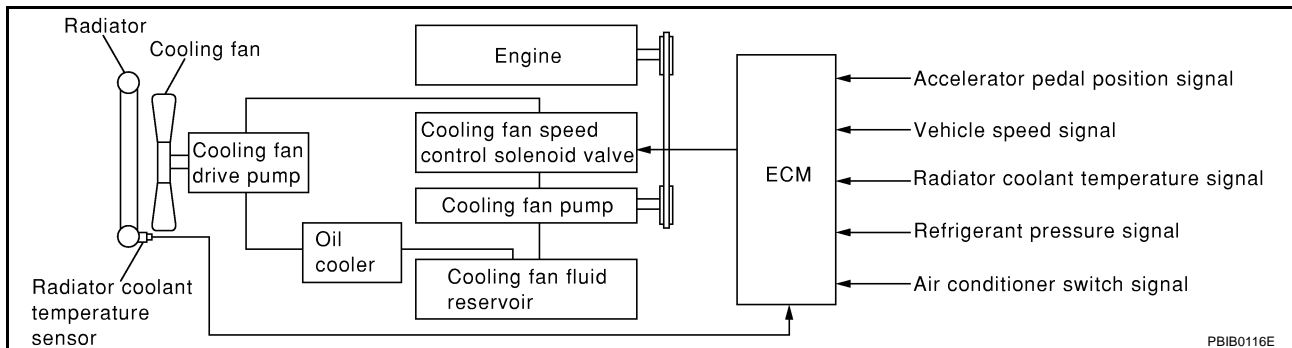 Radiator
Cooling fan
Engine
Cooling fan speed
control solenoid valve
Cooling fan
drive pump
Cooling fan pump
Oil
cooler
Cooling fan fluid
reservoir
Radiator coolant
temperature
sensor
ECM
Accelerator pedal position signal
Vehicle speed signal
Radiator coolant temperature signal
Refrigerant pressure signal
Air conditioner switch signal
PBIB0116E